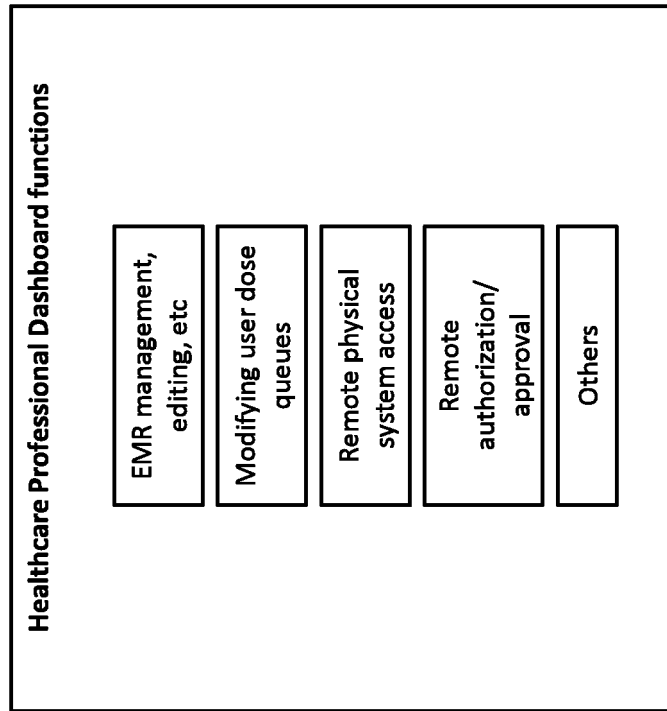 Healthcare Professional Dashboard functions
EMR management,
editing, etc
Modifying user dose
queues
Remote physical
system access
Remote
authorization/
approval
Others